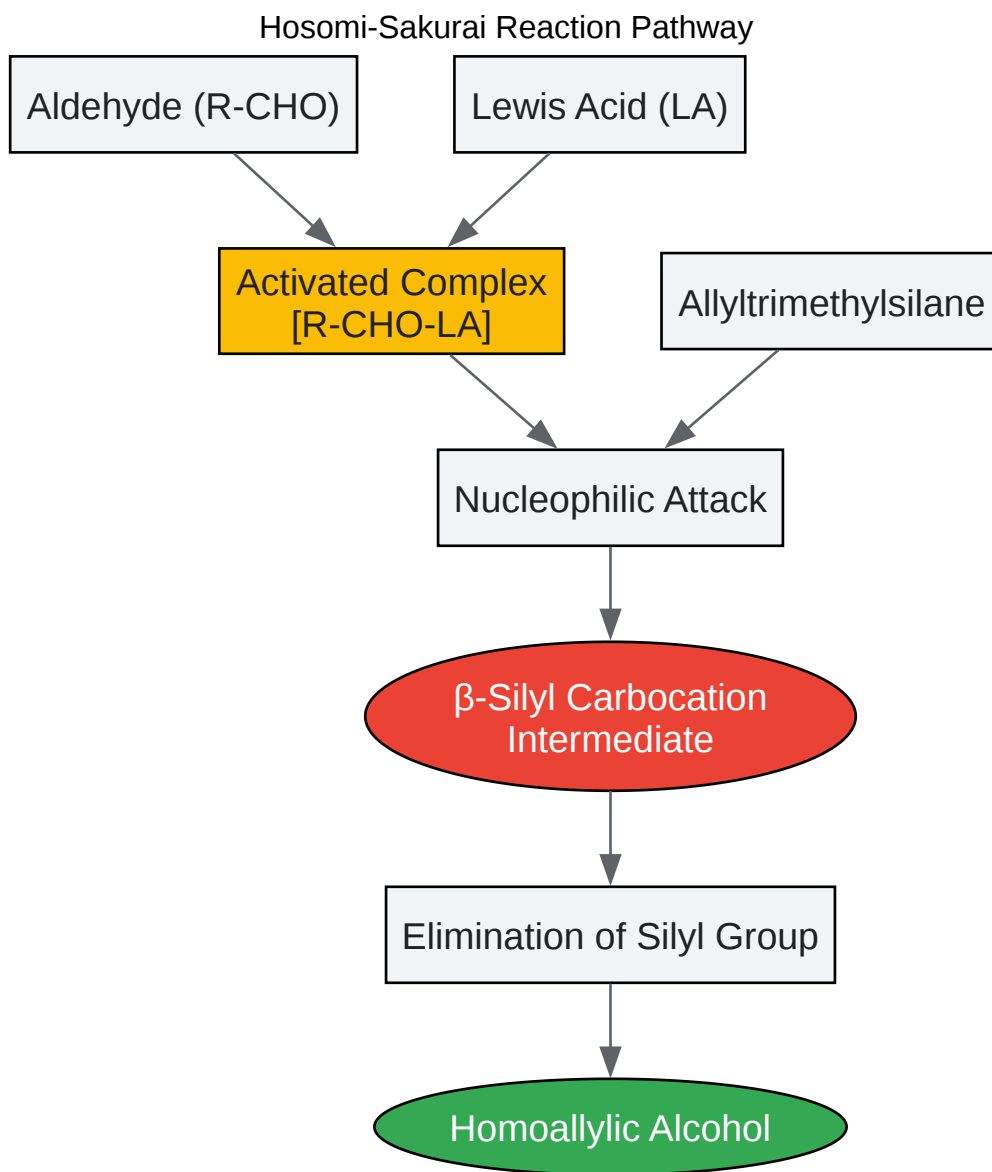 Hosomi-Sakurai Reaction Pathway
Aldehyde (R-CHO)
Lewis Acid (LA)
Activated Complex
[R-CHO-LA]
Allyltrimethylsilane
Nucleophilic Attack
β-Silyl Carbocation
Intermediate
Elimination of Silyl Group
Homoallylic Alcohol